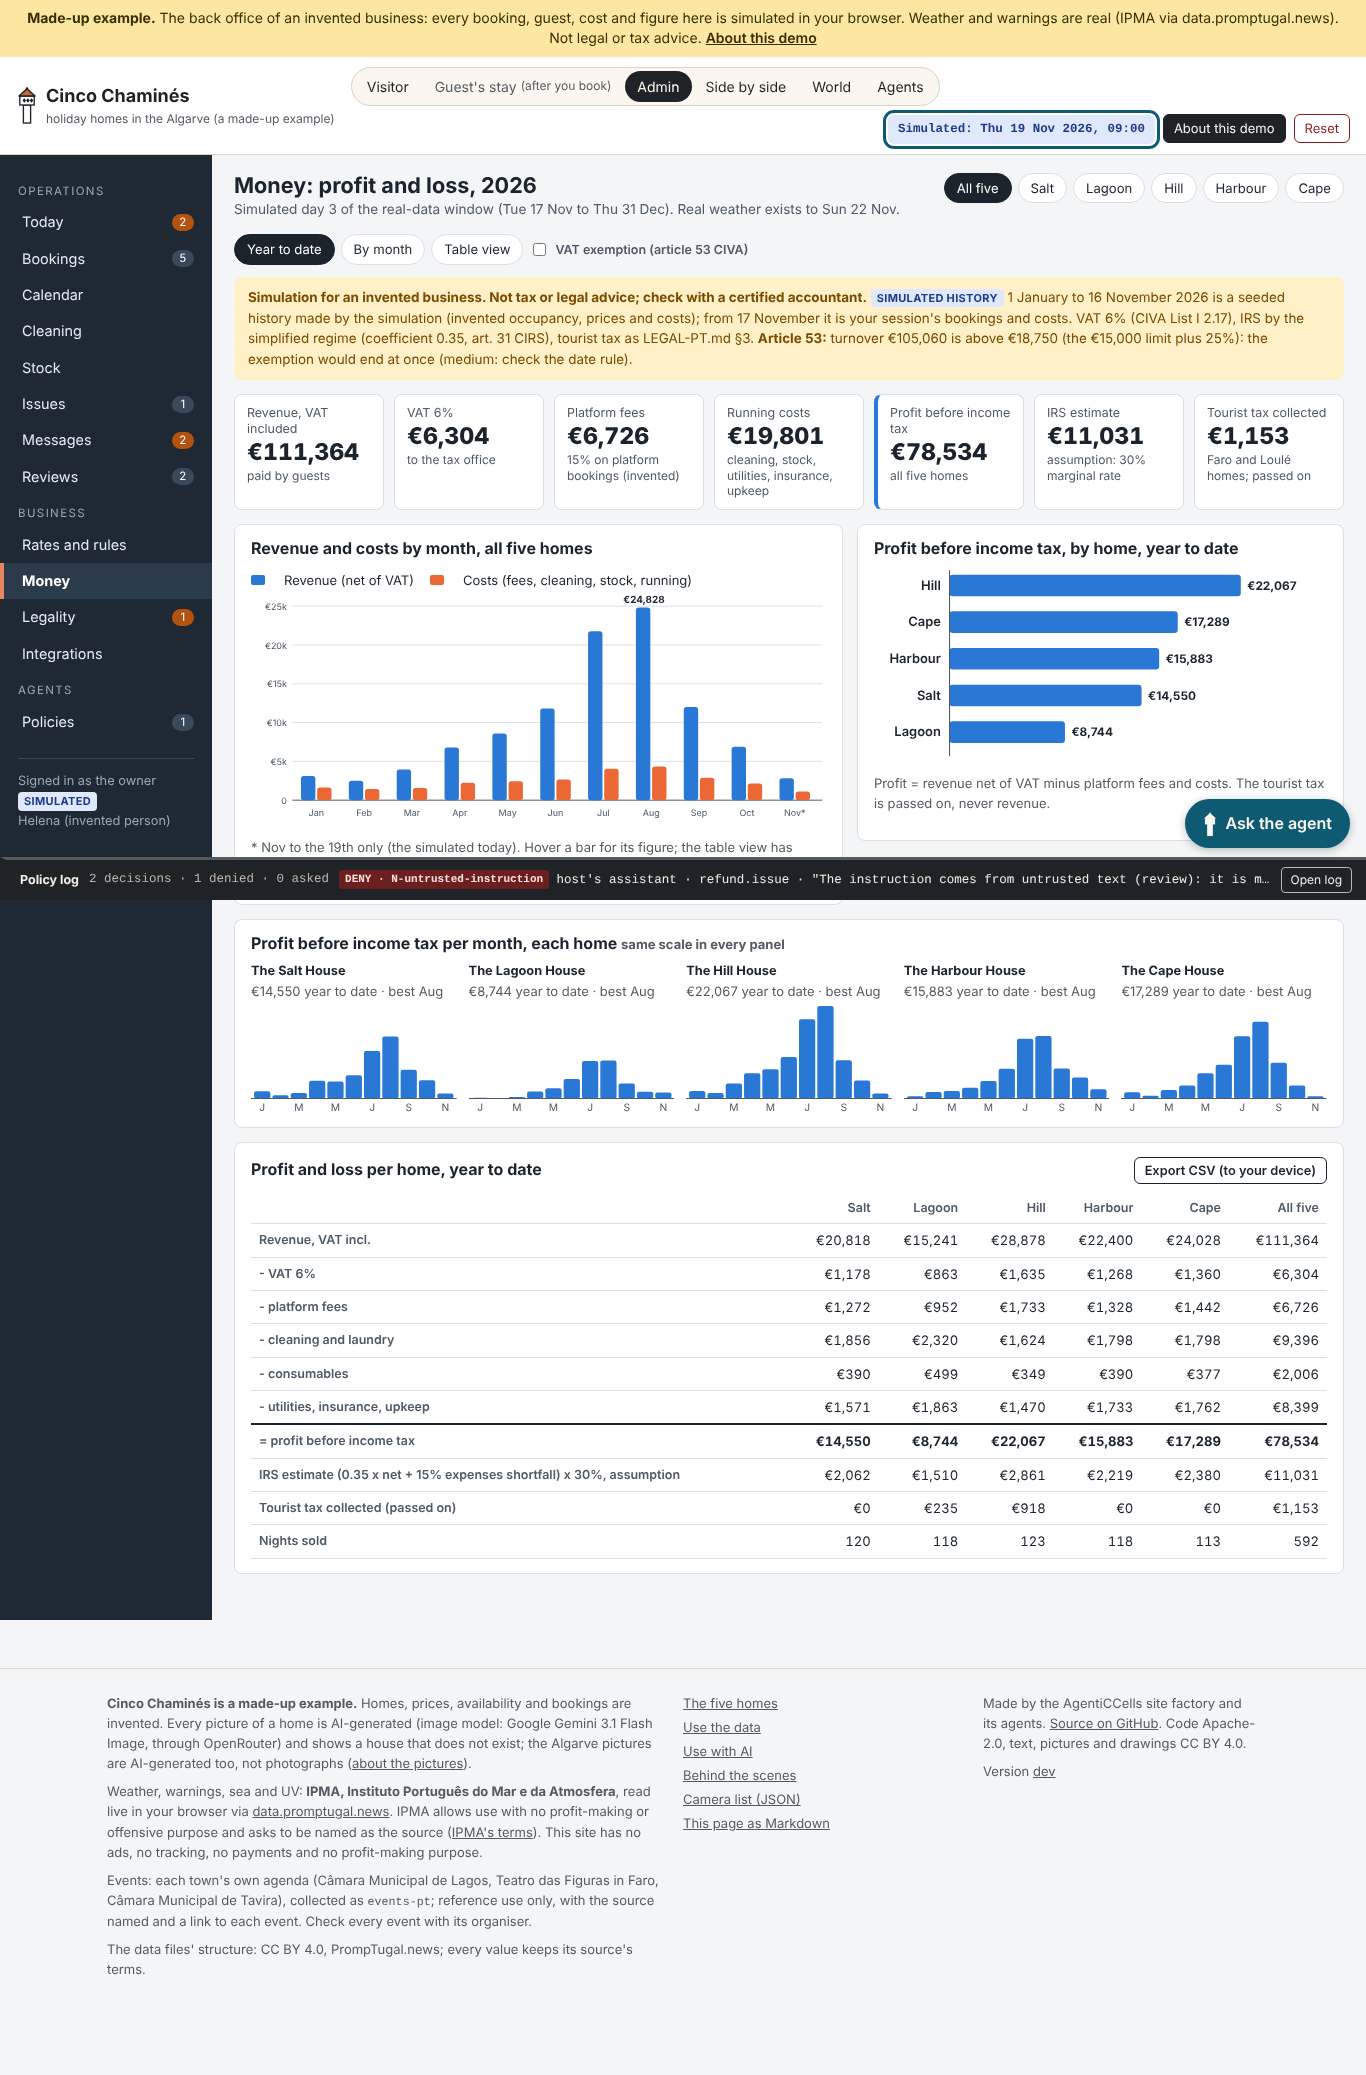 Made-up example. The back office of an invented business: every booking, guest, cost and figure here is simulated in your browser. Weather and warnings are real (IPMA via data.promptugal.news).
Not legal or tax advice. About this demo
Cinco Chaminés
holiday homes in the Algarve (a made-up example)
Visitor
Guest's stay (after you book)
Admin
Side by side
World
Agents
Simulated: Thu 19 Nov 2026, 09:00
About this demo
Reset
OPERATIONS
Today 2
Bookings 5
Calendar
Cleaning
Stock
Issues 1
Messages 2
Reviews 2
BUSINESS
Rates and rules
Money
Legality 1
Integrations
AGENTS
Policies 1
Signed in as the owner
SIMULATED
Helena (invented person)
Money: profit and loss, 2026
Simulated day 3 of the real-data window (Tue 17 Nov to Thu 31 Dec). Real weather exists to Sun 22 Nov.
All five
Salt
Lagoon
Hill
Harbour
Cape
Year to date
By month
Table view
VAT exemption (article 53 CIVA)
Simulation for an invented business. Not tax or legal advice; check with a certified accountant. SIMULATED HISTORY 1 January to 16 November 2026 is a seeded
history made by the simulation (invented occupancy, prices and costs); from 17 November it is your session's bookings and costs. VAT 6% (CIVA List I 2.17), IRS by the
simplified regime (coefficient 0.35, art. 31 CIRS), tourist tax as LEGAL-PT.md §3. Article 53: turnover €105,060 is above €18,750 (the €15,000 limit plus 25%): the
exemption would end at once (medium: check the date rule).
Revenue, VAT
included
€111,364
paid by guests
VAT 6%
€6,304
to the tax office
Platform fees
€6,726
15% on platform
bookings (invented)
Running costs
€19,801
cleaning, stock,
utilities, insurance,
upkeep
Profit before income
tax
€78,534
all five homes
IRS estimate
€11,031
assumption: 30%
marginal rate
Tourist tax collected
€1,153
Faro and Loulé
homes; passed on
Revenue and costs by month, all five homes
Revenue (net of VAT)
Costs (fees, cleaning, stock, running)
€24,828
€25k
€20k
€15k
€10k
€5k
0
Jan Feb Mar Apr May Jun Jul Aug Sep Oct Nov*
* Nov to the 19th only (the simulated today). Hover a bar for its figure; the table view has
Profit before income tax, by home, year to date
Hill €22,067
Cape €17,289
Harbour €15,883
Salt €14,550
Lagoon €8,744
Profit = revenue net of VAT minus platform fees and costs. The tourist tax
is passed on, never revenue.
Ask the agent
Policy log 2 decisions · 1 denied · 0 asked DENY · N-untrusted-instruction host's assistant · refund.issue · "The instruction comes from untrusted text (review): it is m… Open log
Profit before income tax per month, each home same scale in every panel
The Salt House
€14,550 year to date · best Aug
J M M J S N
The Lagoon House
€8,744 year to date · best Aug
J M M J S N
The Hill House
€22,067 year to date · best Aug
J M M J S N
The Harbour House
€15,883 year to date · best Aug
J M M J S N
The Cape House
€17,289 year to date · best Aug
J M M J S N
Profit and loss per home, year to date
Export CSV (to your device)
Salt Lagoon Hill Harbour Cape All five
Revenue, VAT incl. €20,818 €15,241 €28,878 €22,400 €24,028 €111,364
- VAT 6% €1,178 €863 €1,635 €1,268 €1,360 €6,304
- platform fees €1,272 €952 €1,733 €1,328 €1,442 €6,726
- cleaning and laundry €1,856 €2,320 €1,624 €1,798 €1,798 €9,396
- consumables €390 €499 €349 €390 €377 €2,006
- utilities, insurance, upkeep €1,571 €1,863 €1,470 €1,733 €1,762 €8,399
= profit before income tax €14,550 €8,744 €22,067 €15,883 €17,289 €78,534
IRS estimate (0.35 x net + 15% expenses shortfall) x 30%, assumption €2,062 €1,510 €2,861 €2,219 €2,380 €11,031
Tourist tax collected (passed on) €0 €235 €918 €0 €0 €1,153
Nights sold 120 118 123 118 113 592
Cinco Chaminés is a made-up example. Homes, prices, availability and bookings are
invented. Every picture of a home is AI-generated (image model: Google Gemini 3.1 Flash
Image, through OpenRouter) and shows a house that does not exist; the Algarve pictures
are AI-generated too, not photographs (about the pictures).
Weather, warnings, sea and UV: IPMA, Instituto Português do Mar e da Atmosfera, read
live in your browser via data.promptugal.news. IPMA allows use with no profit-making or
offensive purpose and asks to be named as the source (IPMA's terms). This site has no
ads, no tracking, no payments and no profit-making purpose.
Events: each town's own agenda (Câmara Municipal de Lagos, Teatro das Figuras in Faro,
Câmara Municipal de Tavira), collected as events-pt; reference use only, with the source
named and a link to each event. Check every event with its organiser.
The data files' structure: CC BY 4.0, PrompTugal.news; every value keeps its source's
terms.
The five homes
Use the data
Use with AI
Behind the scenes
Camera list (JSON)
This page as Markdown
Made by the AgentiCCells site factory and
its agents. Source on GitHub. Code Apache-
2.0, text, pictures and drawings CC BY 4.0.
Version dev